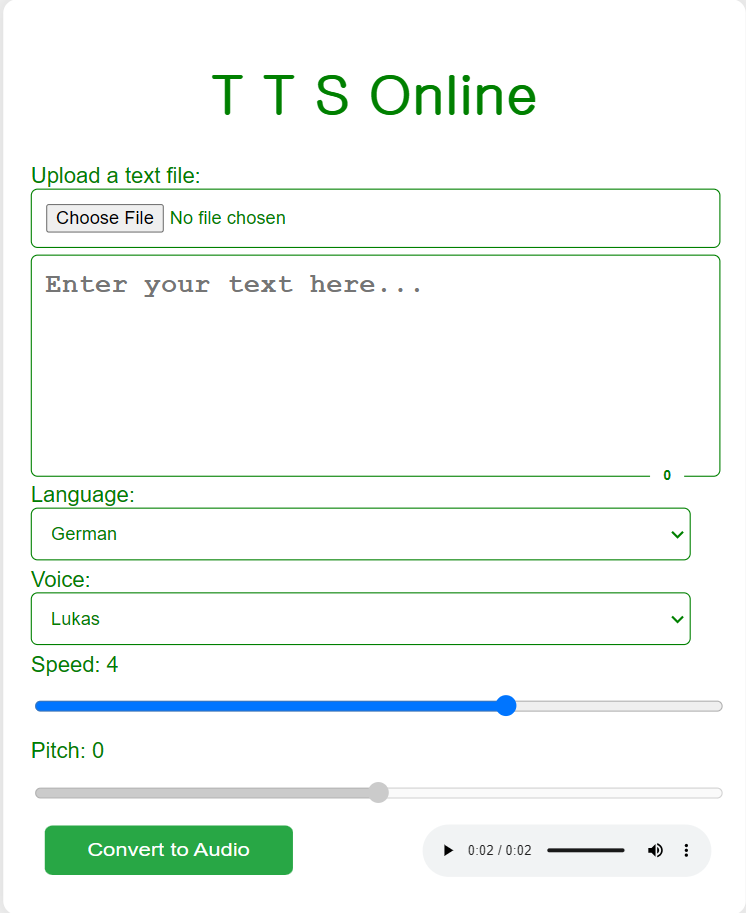 T T S Online
Upload a text file:
Choose File No file chosen
Enter your text here...
0
Language:
German
Voice:
Lukas
Speed: 4
Pitch: 0
Convert to Audio
0:02 / 0:02